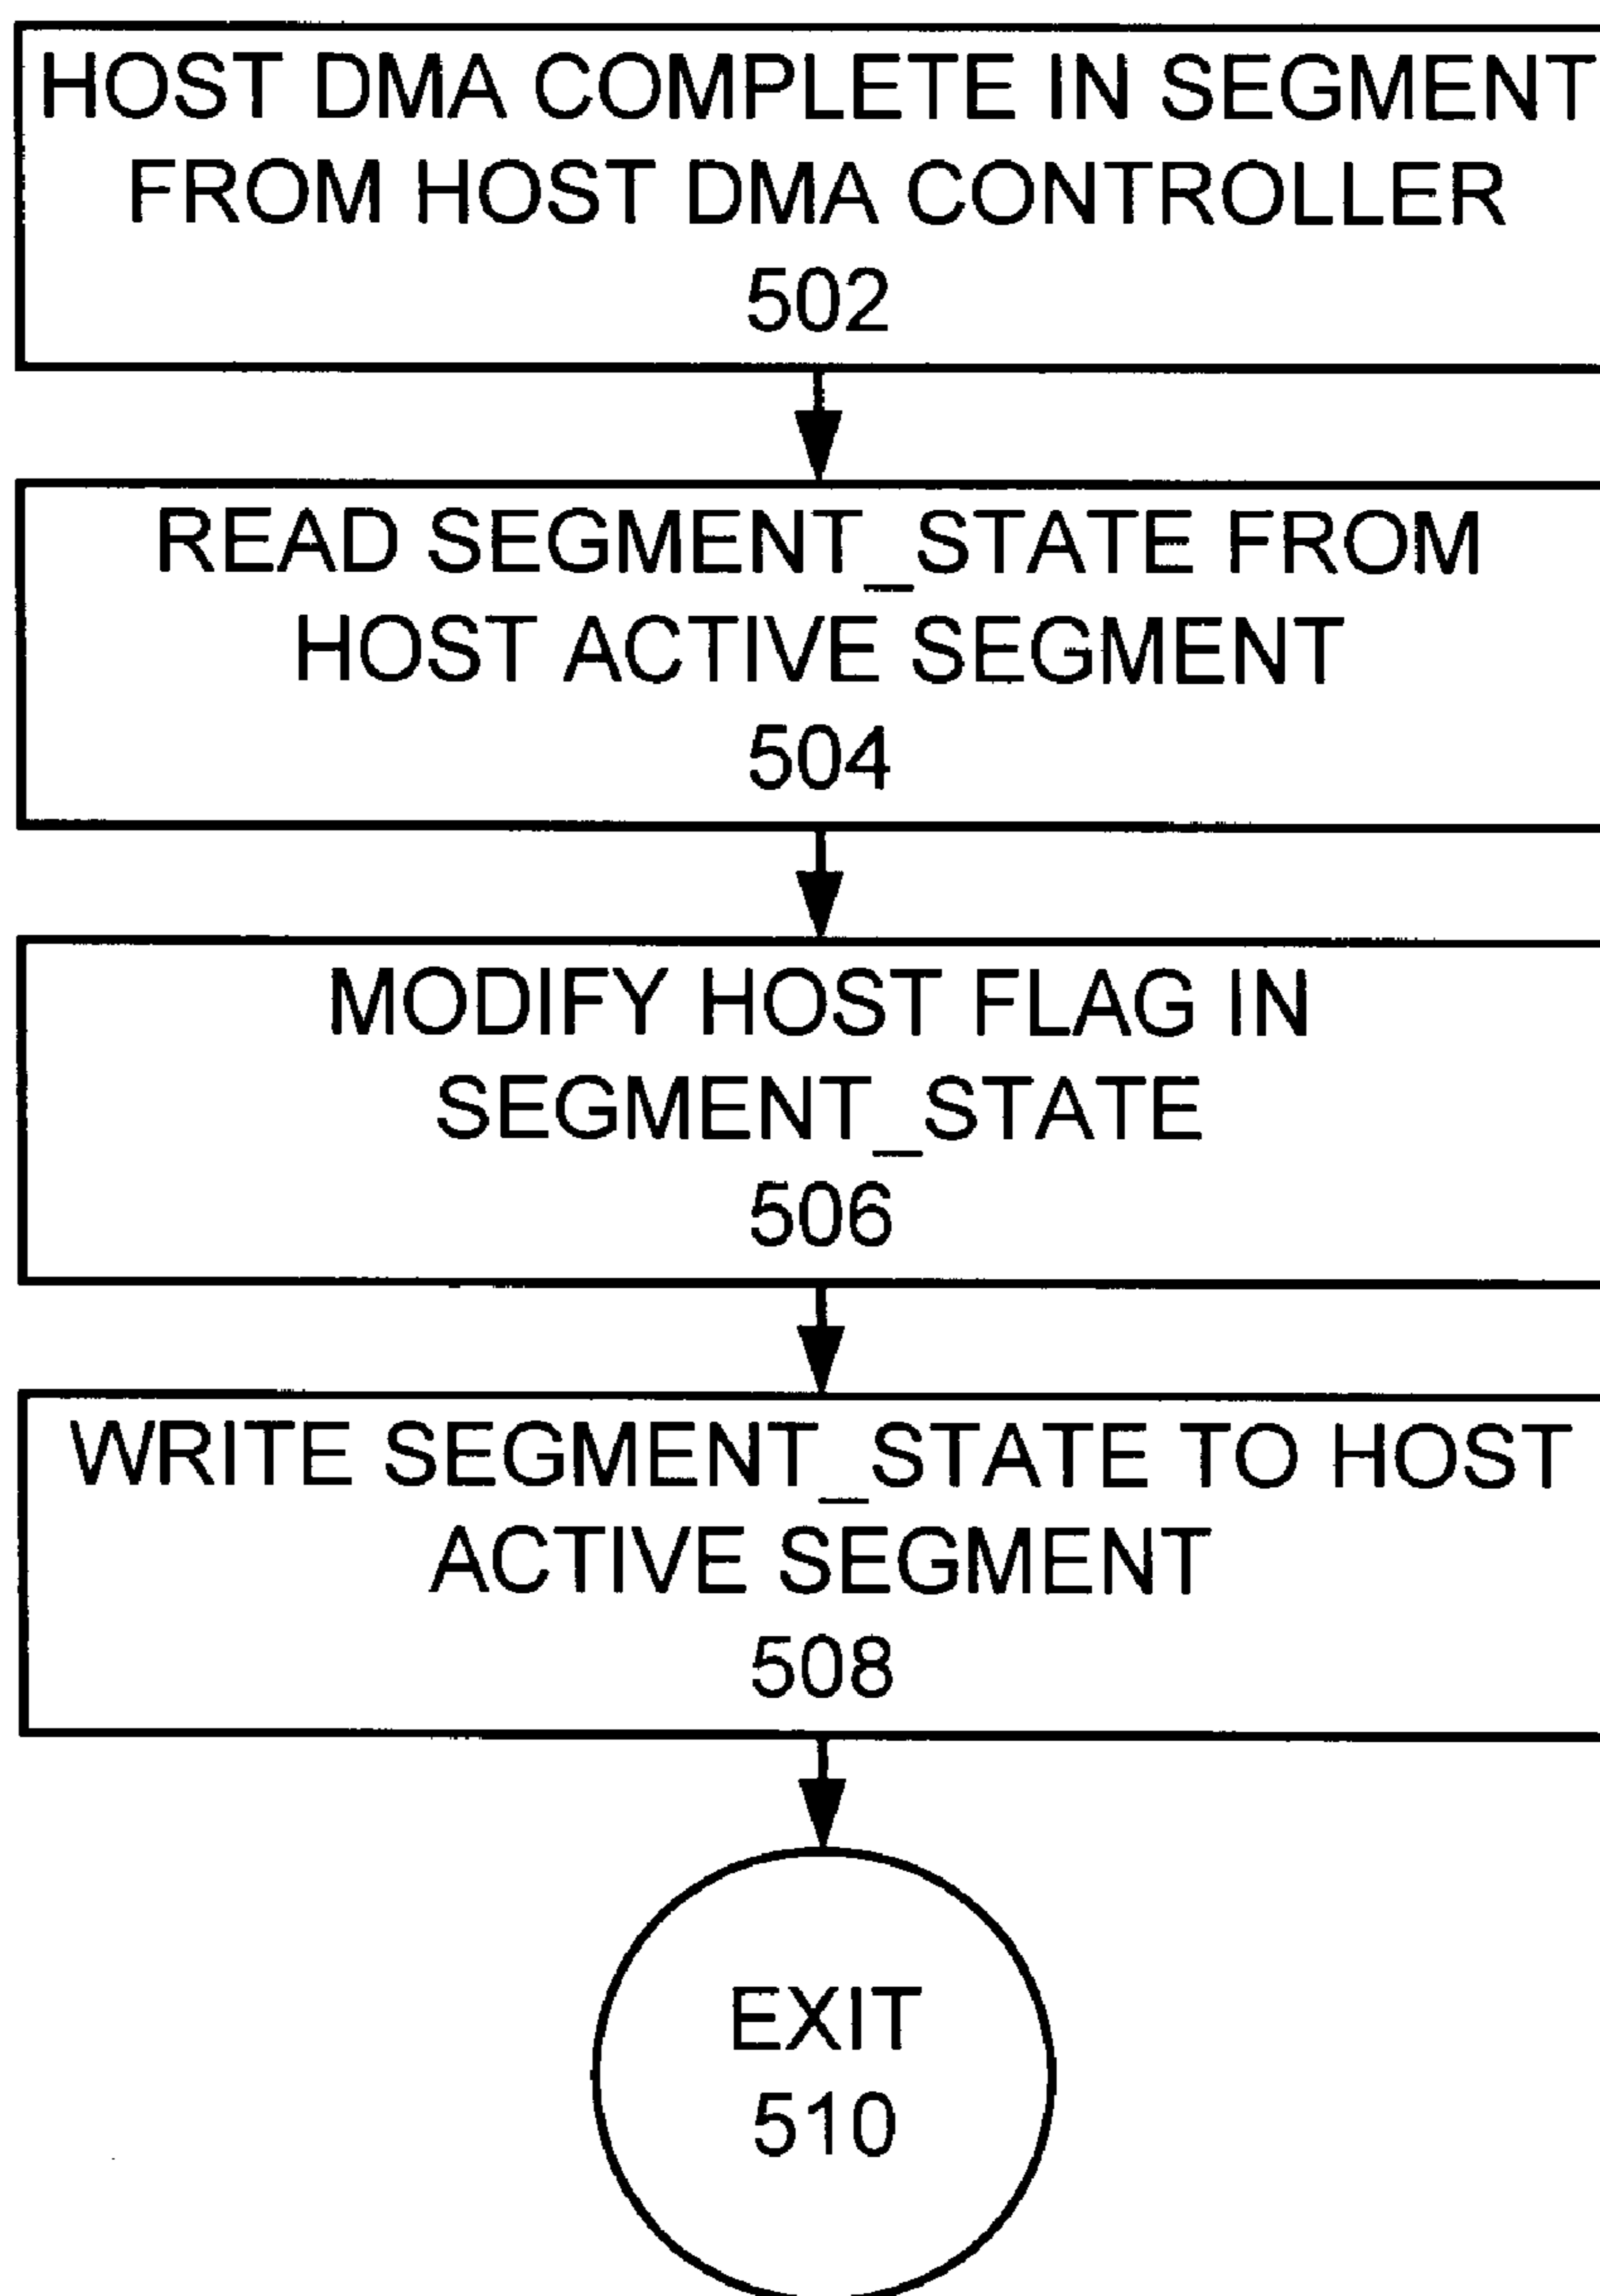 HOST DMA COMPLETE IN SEGMENT
FROM HOST DMA CONTROLLER
502
READ SEGMENT_STATE FROM
HOST ACTIVE SEGMENT
504
MODIFY HOST FLAG IN
SEGMENT_STATE
506
WRITE SEGMENT_STATE TO HOST
ACTIVE SEGMENT
508
EXIT
510